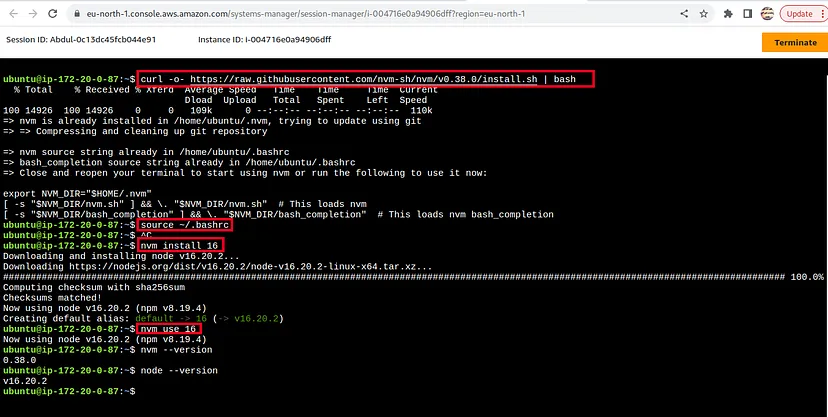 eu-north-1.console.aws.amazon.com/systems-manager/session-manager/i-004716e0a94906dff?region=eu-north-1
Update
Session ID: Abdul-0c13dc45fcb044e91 Instance ID: i-004716e0a94906dff
Terminate
ubuntu@ip-172-20-0-87:~$ curl -o- https://raw.githubusercontent.com/nvm-sh/nvm/v0.38.0/install.sh | bash
% Total % Received % Xferd Average Speed Time Time Time Current
Dload Upload Total Spent Left Speed
100 14926 100 14926 0 0 109k 0 --:--:-- --:--:-- --:--:-- 110k
=> nvm is already installed in /home/ubuntu/.nvm, trying to update using git
=> => Compressing and cleaning up git repository
=> nvm source string already in /home/ubuntu/.bashrc
=> bash_completion source string already in /home/ubuntu/.bashrc
=> Close and reopen your terminal to start using nvm or run the following to use it now:
export NVM_DIR="$HOME/.nvm"
[ -s "$NVM_DIR/nvm.sh" ] && \. "$NVM_DIR/nvm.sh" # This loads nvm
[ -s "$NVM_DIR/bash_completion" ] && \. "$NVM_DIR/bash_completion" # This loads nvm bash_completion
ubuntu@ip-172-20-0-87:~$ source ~/.bashrc
ubuntu@ip-172-20-0-87:~$ ^C
ubuntu@ip-172-20-0-87:~$ nvm install 16
Downloading and installing node v16.20.2...
Downloading https://nodejs.org/dist/v16.20.2/node-v16.20.2-linux-x64.tar.xz...
######################################################################## 100.0%
Computing checksum with sha256sum
Checksums matched!
Now using node v16.20.2 (npm v8.19.4)
Creating default alias: default -> 16 (-> v16.20.2)
ubuntu@ip-172-20-0-87:~$ nvm use 16
Now using node v16.20.2 (npm v8.19.4)
ubuntu@ip-172-20-0-87:~$ nvm --version
0.38.0
ubuntu@ip-172-20-0-87:~$ node --version
v16.20.2
ubuntu@ip-172-20-0-87:~$